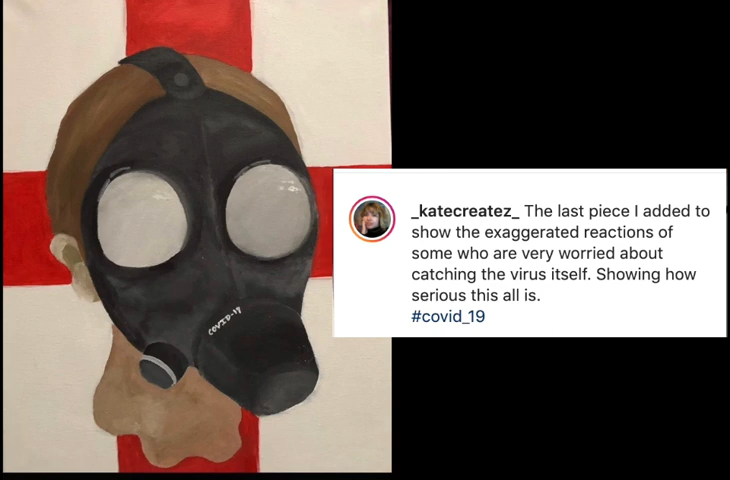 COVID-19
_katecreatez_ The last piece I added to
show the exaggerated reactions of
some who are very worried about
catching the virus itself. Showing how
serious this all is.
#covid_19